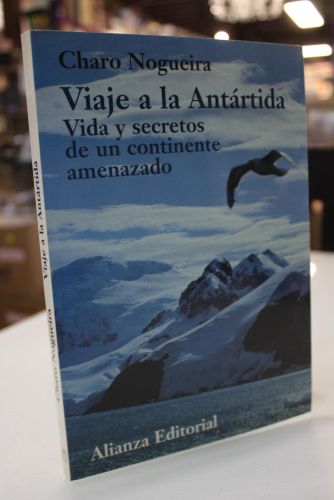 Charo Nogueira
Viaje a la Antártida
Vida y secretos
de un continente
amenazado
Alianza Editorial
Charo Nogueira
Viaje a la Antártida